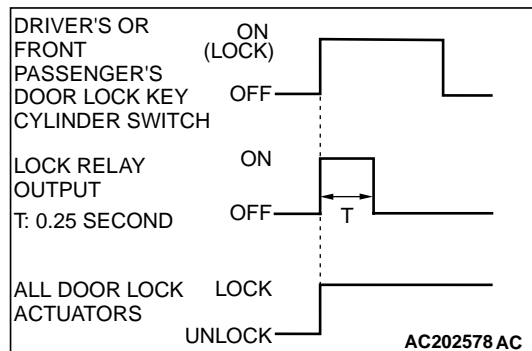 DRIVER'S OR
FRONT
PASSENGER'S
DOOR LOCK KEY
CYLINDER SWITCH
ON
(LOCK)
OFF
LOCK RELAY
OUTPUT
T: 0.25 SECOND
ON
OFF
T
ALL DOOR LOCK
ACTUATORS
LOCK
UNLOCK
AC202578 AC